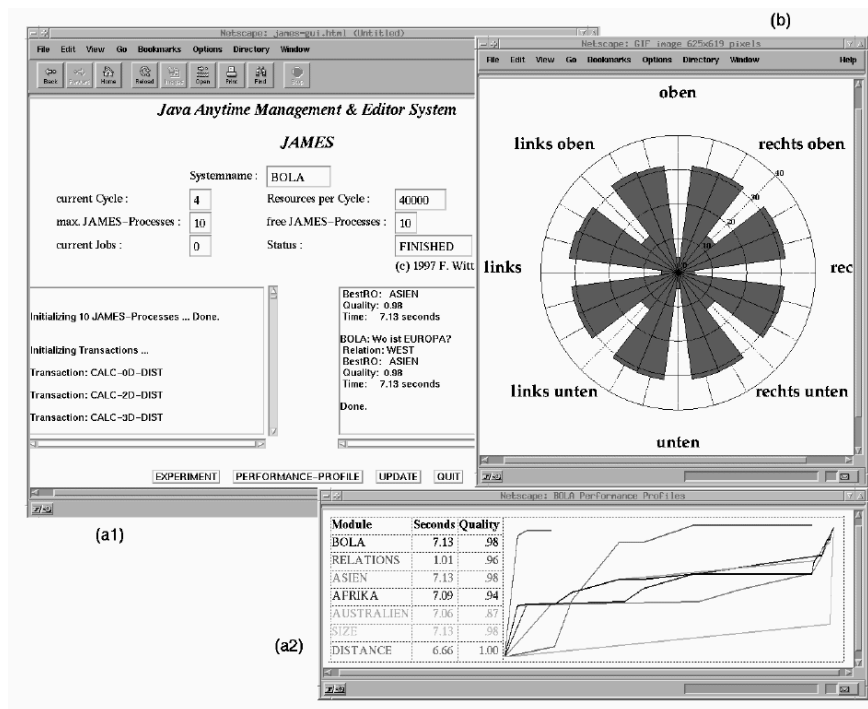 (b)
Netscape: james-gui.html (Untitled)
File Edit View Go Bookmarks Options Directory Window
Back Home Reload Open Print Find
Java Anytime Management & Editor System
JAMES
Systemname : BOLA
current Cycle : 4 Resources per Cycle : 40000
max. JAMES-Processes : 10 free JAMES-Processes : 10
current Jobs : 0 Status : FINISHED
(c) 1997 F. Witt
Initializing 10 JAMES-Processes ... Done.
Initializing Transactions ...
Transaction: CALC-0D-DIST
Transaction: CALC-2D-DIST
Transaction: CALC-3D-DIST
BestRO: ASIEN
Quality: 0.98
Time: 7.13 seconds
BOLA: Wo ist EUROPA?
Relation: WEST
BestRO: ASIEN
Quality: 0.98
Time: 7.13 seconds
Done.
EXPERIMENT PERFORMANCE-PROFILE UPDATE QUIT
(a1)
Netscape: GIF image 625x619 pixels
File Edit View Go Bookmarks Options Directory Window Help
oben
links oben rechts oben
40
30
20
10
0
links rec
links unten rechts unten
unten
Netscape: BOLA Performance Profiles
Module Seconds Quality
BOLA 7.13 .98
RELATIONS 1.01 .96
ASIEN 7.13 .98
AFRIKA 7.09 .94
AUSTRALIEN 7.06 .87
SIZE 7.13 .98
DISTANCE 6.66 1.00
(a2)